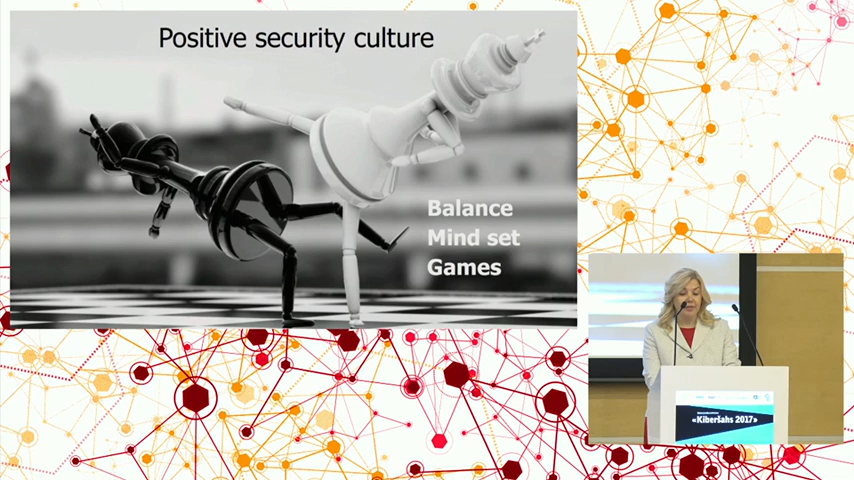 Positive security culture
Balance
Mind set
Games
«Kiberšahs 2017»